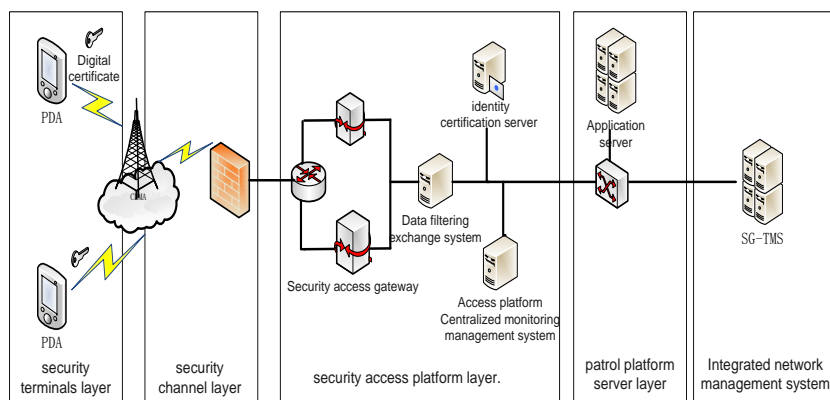 Digital
certificate
PDA
CDMA
PDA
identity
certification server
Application
server
Data filtering
exchange system
Security access gateway
Access platform
Centralized monitoring
management system
SG-TMS
security
terminals layer
security
channel layer
security access platform layer.
patrol platform
server layer
Integrated network
management system